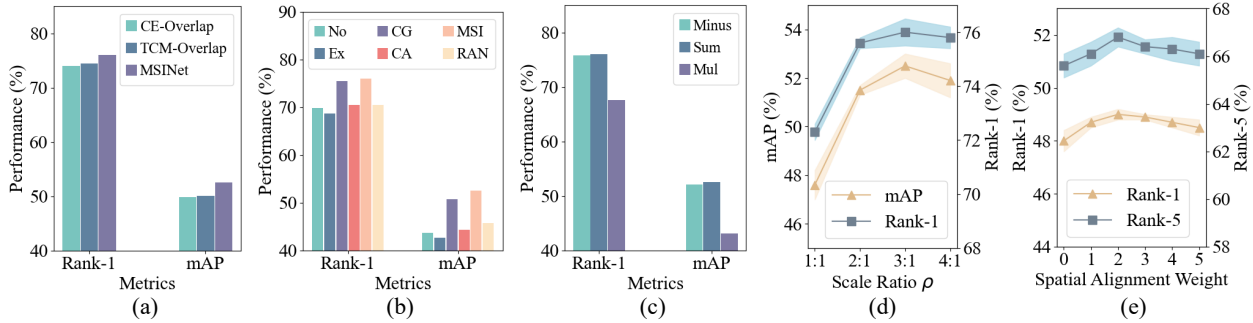 80
70
60
50
40
Performance (%)
CE-Overlap
TCM-Overlap
MSINet
Rank-1
mAP
Metrics
(a)
90
80
70
60
50
40
Performance (%)
No
CG
MSI
Ex
CA
RAN
Rank-1
mAP
Metrics
(b)
80
70
60
50
40
Performance (%)
Minus
Sum
Mul
Rank-1
mAP
Metrics
(c)
54
52
50
48
46
mAP (%)
76
74
72
70
68
Rank-1 (%)
mAP
Rank-1
1:1 2:1 3:1 4:1
Scale Ratio ρ
(d)
52
50
48
46
44
Rank-1 (%)
68
66
64
62
60
58
Rank-5 (%)
Rank-1
Rank-5
0 1 2 3 4 5
Spatial Alignment Weight
(e)